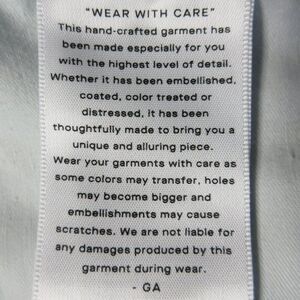 "WEAR WITH CARE"
This hand-crafted garment has
been made especially for you
with the highest level of detail.
Whether it has been embellished,
coated, color treated or
distressed, it has been
thoughtfully made to bring you a
unique and alluring piece.
Wear your garments with care as
some colors may transfer, holes
may become bigger and
embellishments may cause
scratches. We are not liable for
any damages produced by this
garment during wear.
- GA